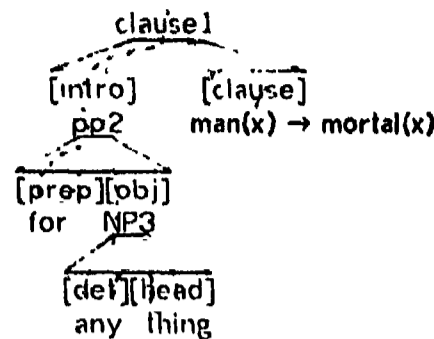 clause1
[intro] [clause]
pp2 man(x) → mortal(x)
[prep][obj]
for NP3
[det][head]
any thing